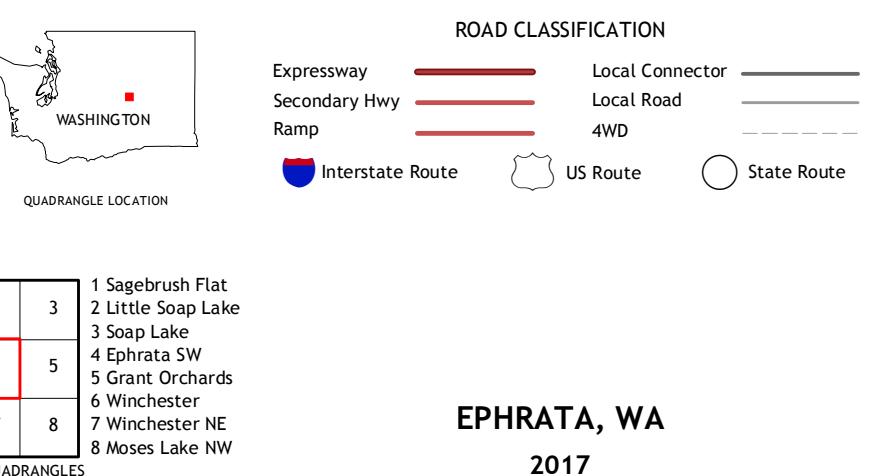 WASHINGTON
QUADRANGLE LOCATION
ROAD CLASSIFICATION
Expressway
Local Connector
Secondary Hwy
Local Road
Ramp
4WD
Interstate Route
US Route
State Route
3
5
8
1 Sagebrush Flat
2 Little Soap Lake
3 Soap Lake
4 Ephrata SW
5 Grant Orchards
6 Winchester
7 Winchester NE
8 Moses Lake NW
EPHRATA, WA
2017